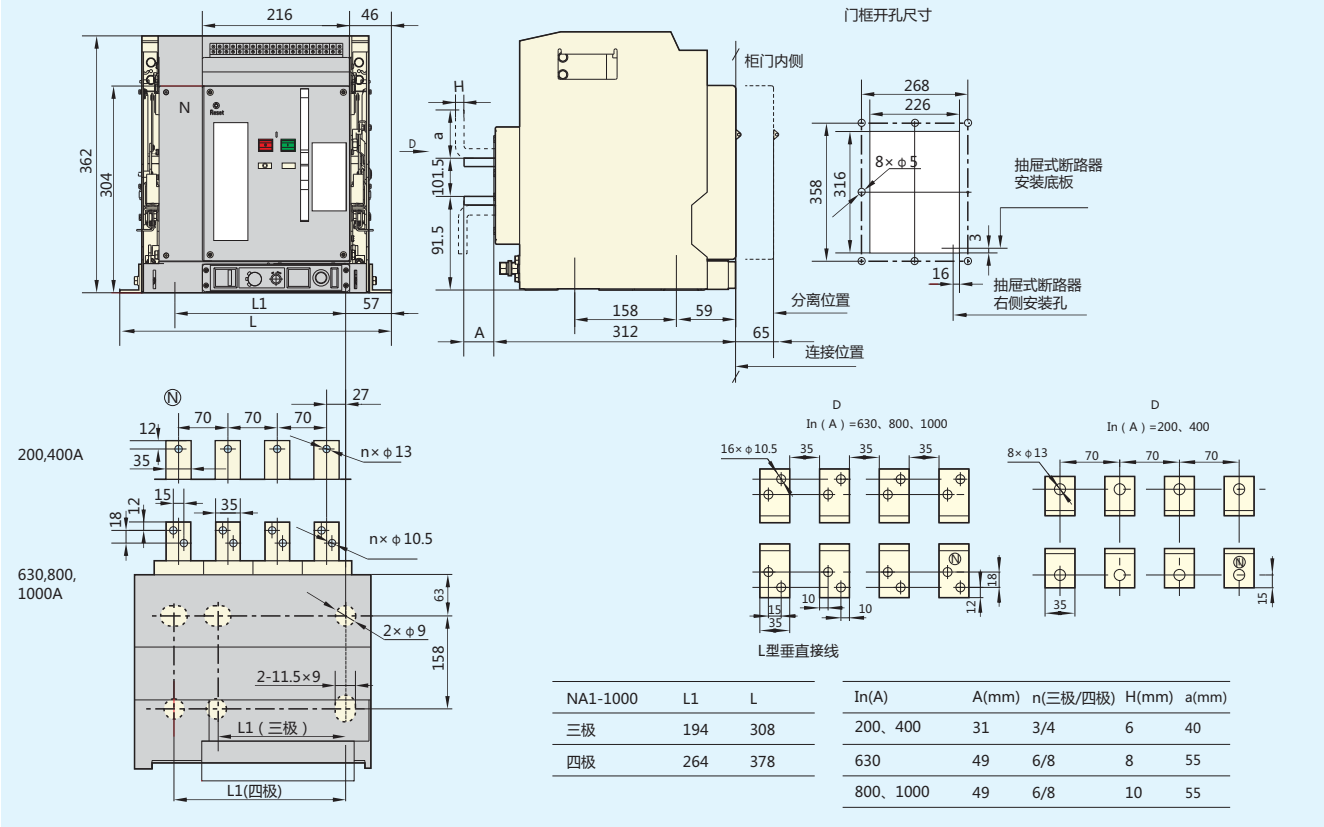 216
46
362
304
N
Reset
D
L1
57
L
H
a
101.5
91.5
A
158
59
312
65
柜门内侧
分离位置
连接位置
门框开孔尺寸
268
226
358
316
8×φ5
3
16
抽屉式断路器
安装底板
抽屉式断路器
右侧安装孔
N
27
70
70
70
12
35
n×φ13
200,400A
15
12
18
35
n×φ10.5
630,800,
1000A
63
2×φ9
158
2-11.5×9
L1（三极）
L1(四极)
D
In（A）=630、800、1000
16×φ10.5
35
35
35
N
18
12
10
10
15
35
L型垂直接线
D
In（A）=200、400
8×φ13
70
70
70
N
35
15
NA1-1000 L1 L
三极 194 308
四极 264 378
In(A) A(mm) n(三极/四极) H(mm) a(mm)
200、400 31 3/4 6 40
630 49 6/8 8 55
800、1000 49 6/8 10 55